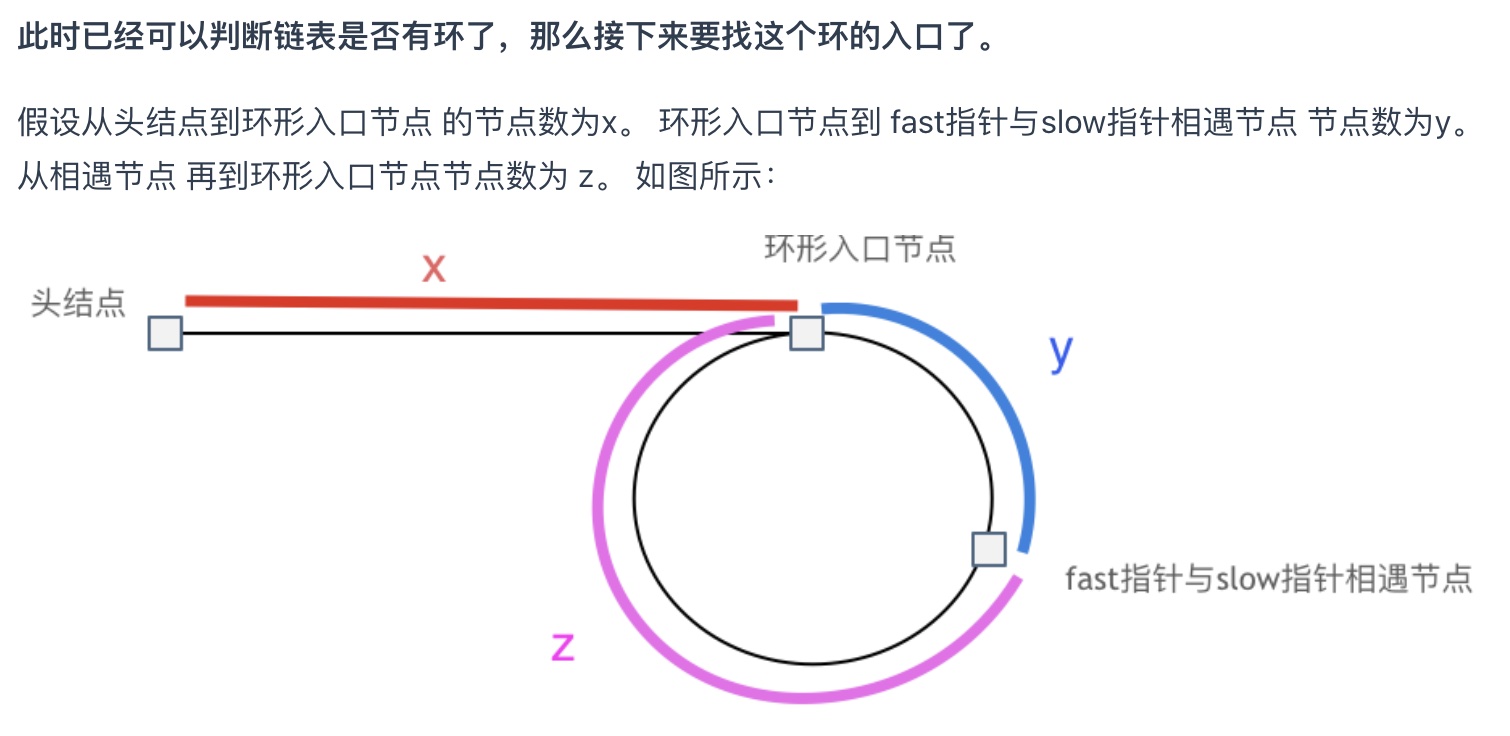 此时已经可以判断链表是否有环了，那么接下来要找这个环的入口了。
假设从头结点到环形入口节点 的节点数为x。 环形入口节点到 fast指针与slow指针相遇节点 节点数为y。
从相遇节点 再到环形入口节点节点数为 z。 如图所示：
环形入口节点
x
头结点
y
fast指针与slow指针相遇节点
z